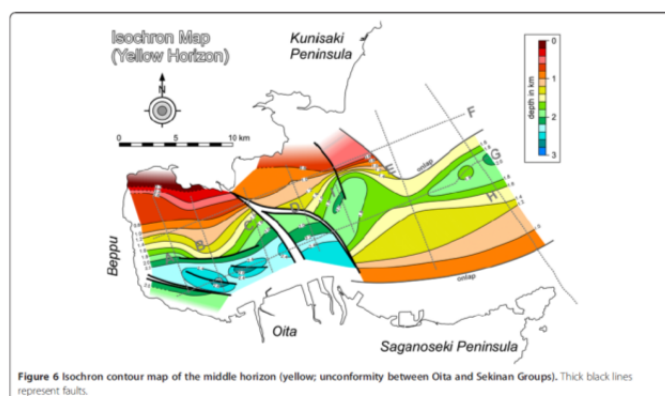 Isochron Map
(Yellow Horizon)
Kunisaki
Peninsula
N
0 5 10 km
depth in km
0
1
2
3
F
G
H
E
D
C
B
onlap
onlap
Beppu
Oita
Saganoseki Peninsula
Figure 6 Isochron contour map of the middle horizon (yellow; unconformity between Oita and Sekinan Groups). Thick black lines
represent faults.